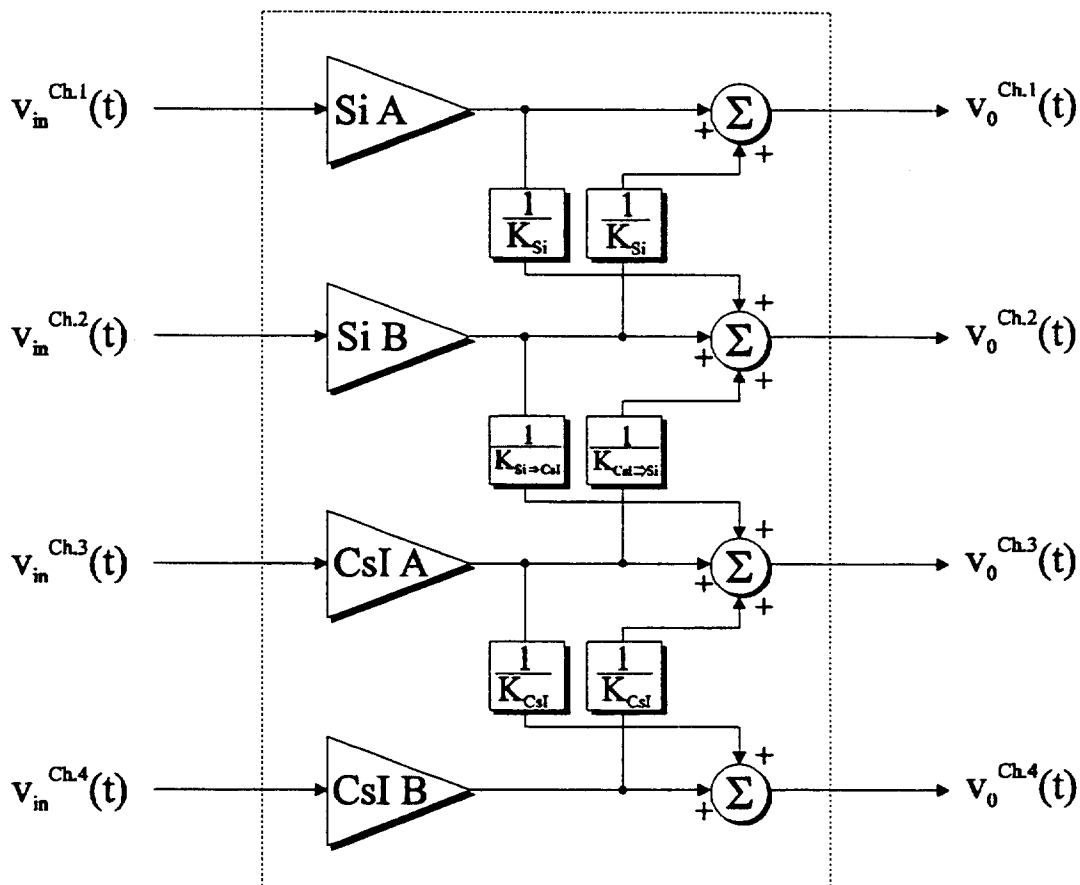 v_in^Ch.1(t) Si A Σ v_0^Ch.1(t)
+ +
1/K_Si 1/K_Si
+
v_in^Ch.2(t) Si B Σ v_0^Ch.2(t)
+ +
1/K_Si⇒CsI 1/K_CsI⇒Si
+
v_in^Ch.3(t) CsI A Σ v_0^Ch.3(t)
+ +
1/K_CsI 1/K_CsI
+
v_in^Ch.4(t) CsI B Σ v_0^Ch.4(t)
+